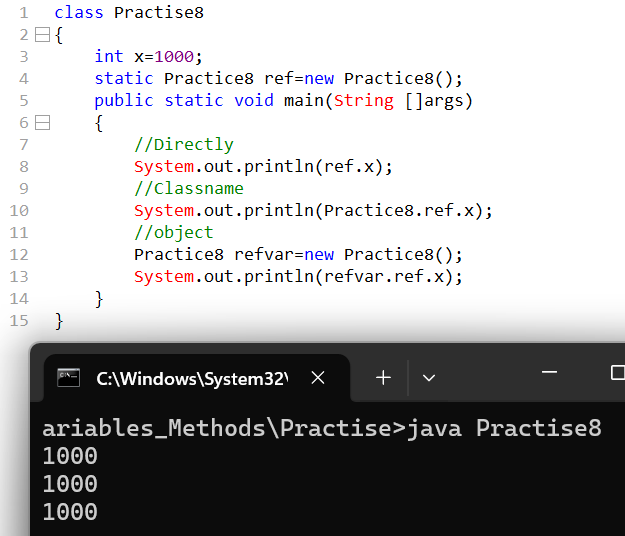 1 class Practise8
2 {
3 int x=1000;
4 static Practice8 ref=new Practice8();
5 public static void main(String []args)
6 {
7 //Directly
8 System.out.println(ref.x);
9 //Classname
10 System.out.println(Practice8.ref.x);
11 //object
12 Practice8 refvar=new Practice8();
13 System.out.println(refvar.ref.x);
14 }
15 }
C:\Windows\System32\
ariables_Methods\Practise>java Practise8
1000
1000
1000